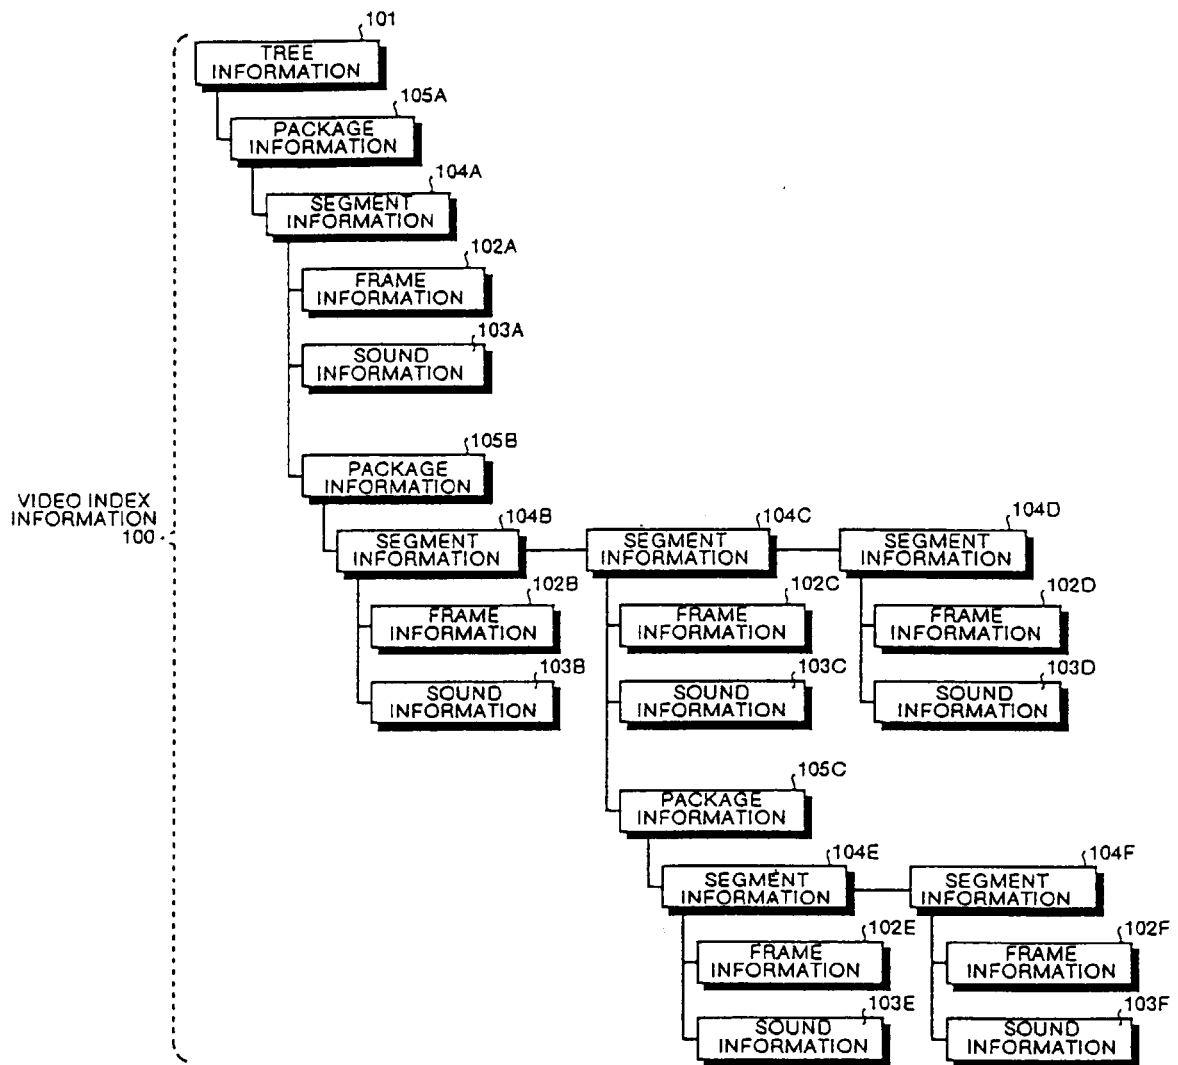 101
TREE
INFORMATION
105A
PACKAGE
INFORMATION
104A
SEGMENT
INFORMATION
102A
FRAME
INFORMATION
103A
SOUND
INFORMATION
105B
PACKAGE
INFORMATION
VIDEO INDEX
INFORMATION
100
104B
SEGMENT
INFORMATION
104C
SEGMENT
INFORMATION
104D
SEGMENT
INFORMATION
102B
FRAME
INFORMATION
102C
FRAME
INFORMATION
102D
FRAME
INFORMATION
103B
SOUND
INFORMATION
103C
SOUND
INFORMATION
103D
SOUND
INFORMATION
105C
PACKAGE
INFORMATION
104E
SEGMENT
INFORMATION
104F
SEGMENT
INFORMATION
102E
FRAME
INFORMATION
102F
FRAME
INFORMATION
103E
SOUND
INFORMATION
103F
SOUND
INFORMATION